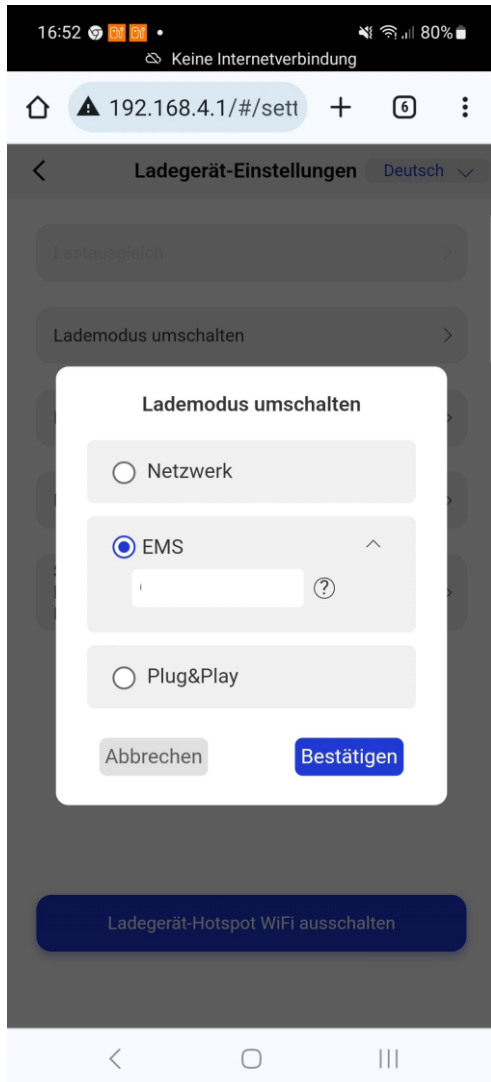 16:52
80%
Keine Internetverbindung
192.168.4.1/#/sett
6
Ladegerät-Einstellungen
Deutsch
Lastausgleich
Lademodus umschalten
Lademodus umschalten
Netzwerk
EMS
?
Plug&Play
Abbrechen
Bestätigen
Ladegerät-Hotspot WiFi ausschalten